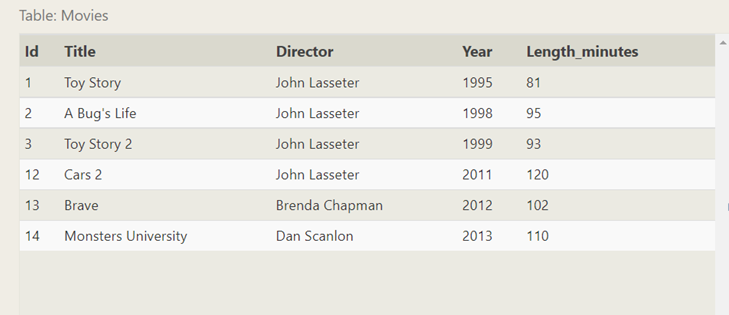 Table: Movies
Id Title Director Year Length_minutes
1 Toy Story John Lasseter 1995 81
2 A Bug's Life John Lasseter 1998 95
3 Toy Story 2 John Lasseter 1999 93
12 Cars 2 John Lasseter 2011 120
13 Brave Brenda Chapman 2012 102
14 Monsters University Dan Scanlon 2013 110